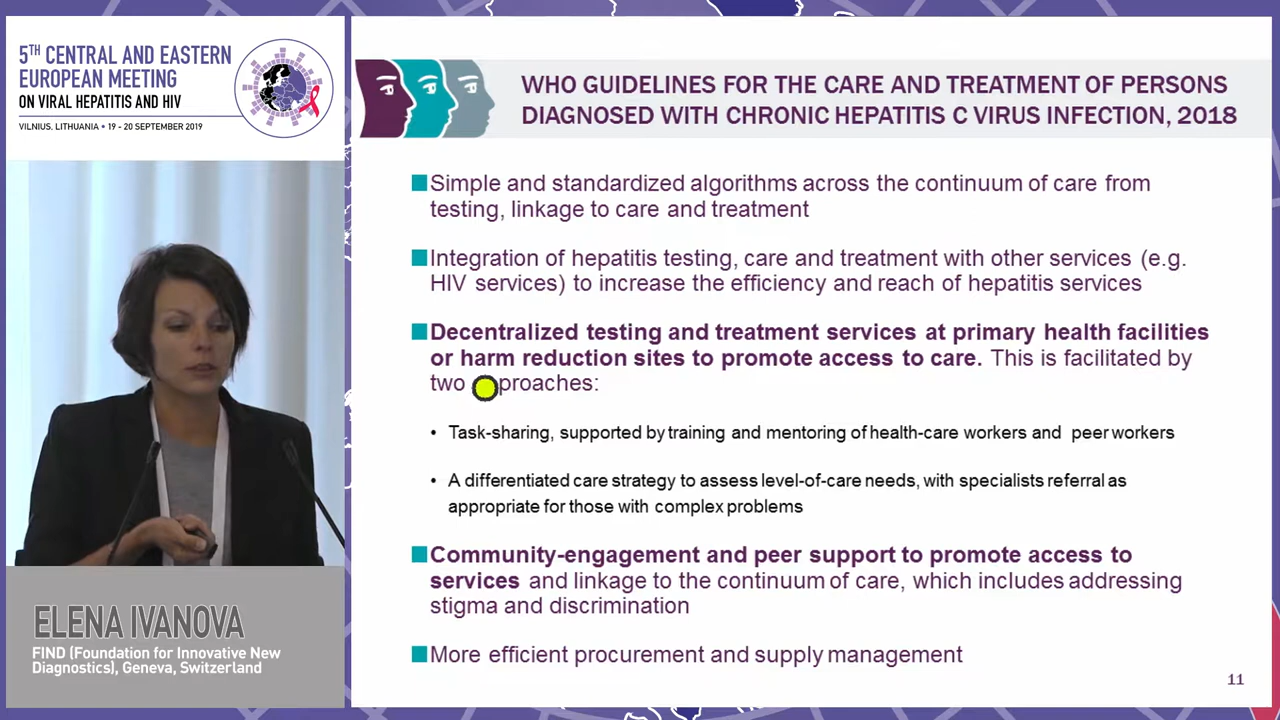 5TH CENTRAL AND EASTERN
EUROPEAN MEETING
ON VIRAL HEPATITIS AND HIV
VILNIUS, LITHUANIA • 19 - 20 SEPTEMBER 2019
WHO GUIDELINES FOR THE CARE AND TREATMENT OF PERSONS
DIAGNOSED WITH CHRONIC HEPATITIS C VIRUS INFECTION, 2018
Simple and standardized algorithms across the continuum of care from
testing, linkage to care and treatment
Integration of hepatitis testing, care and treatment with other services (e.g.
HIV services) to increase the efficiency and reach of hepatitis services
Decentralized testing and treatment services at primary health facilities
or harm reduction sites to promote access to care. This is facilitated by
two proaches:
• Task-sharing, supported by training and mentoring of health-care workers and peer workers
• A differentiated care strategy to assess level-of-care needs, with specialists referral as
appropriate for those with complex problems
Community-engagement and peer support to promote access to
services and linkage to the continuum of care, which includes addressing
stigma and discrimination
More efficient procurement and supply management
11
ELENA IVANOVA
FIND (Foundation for Innovative New
Diagnostics), Geneva, Switzerland